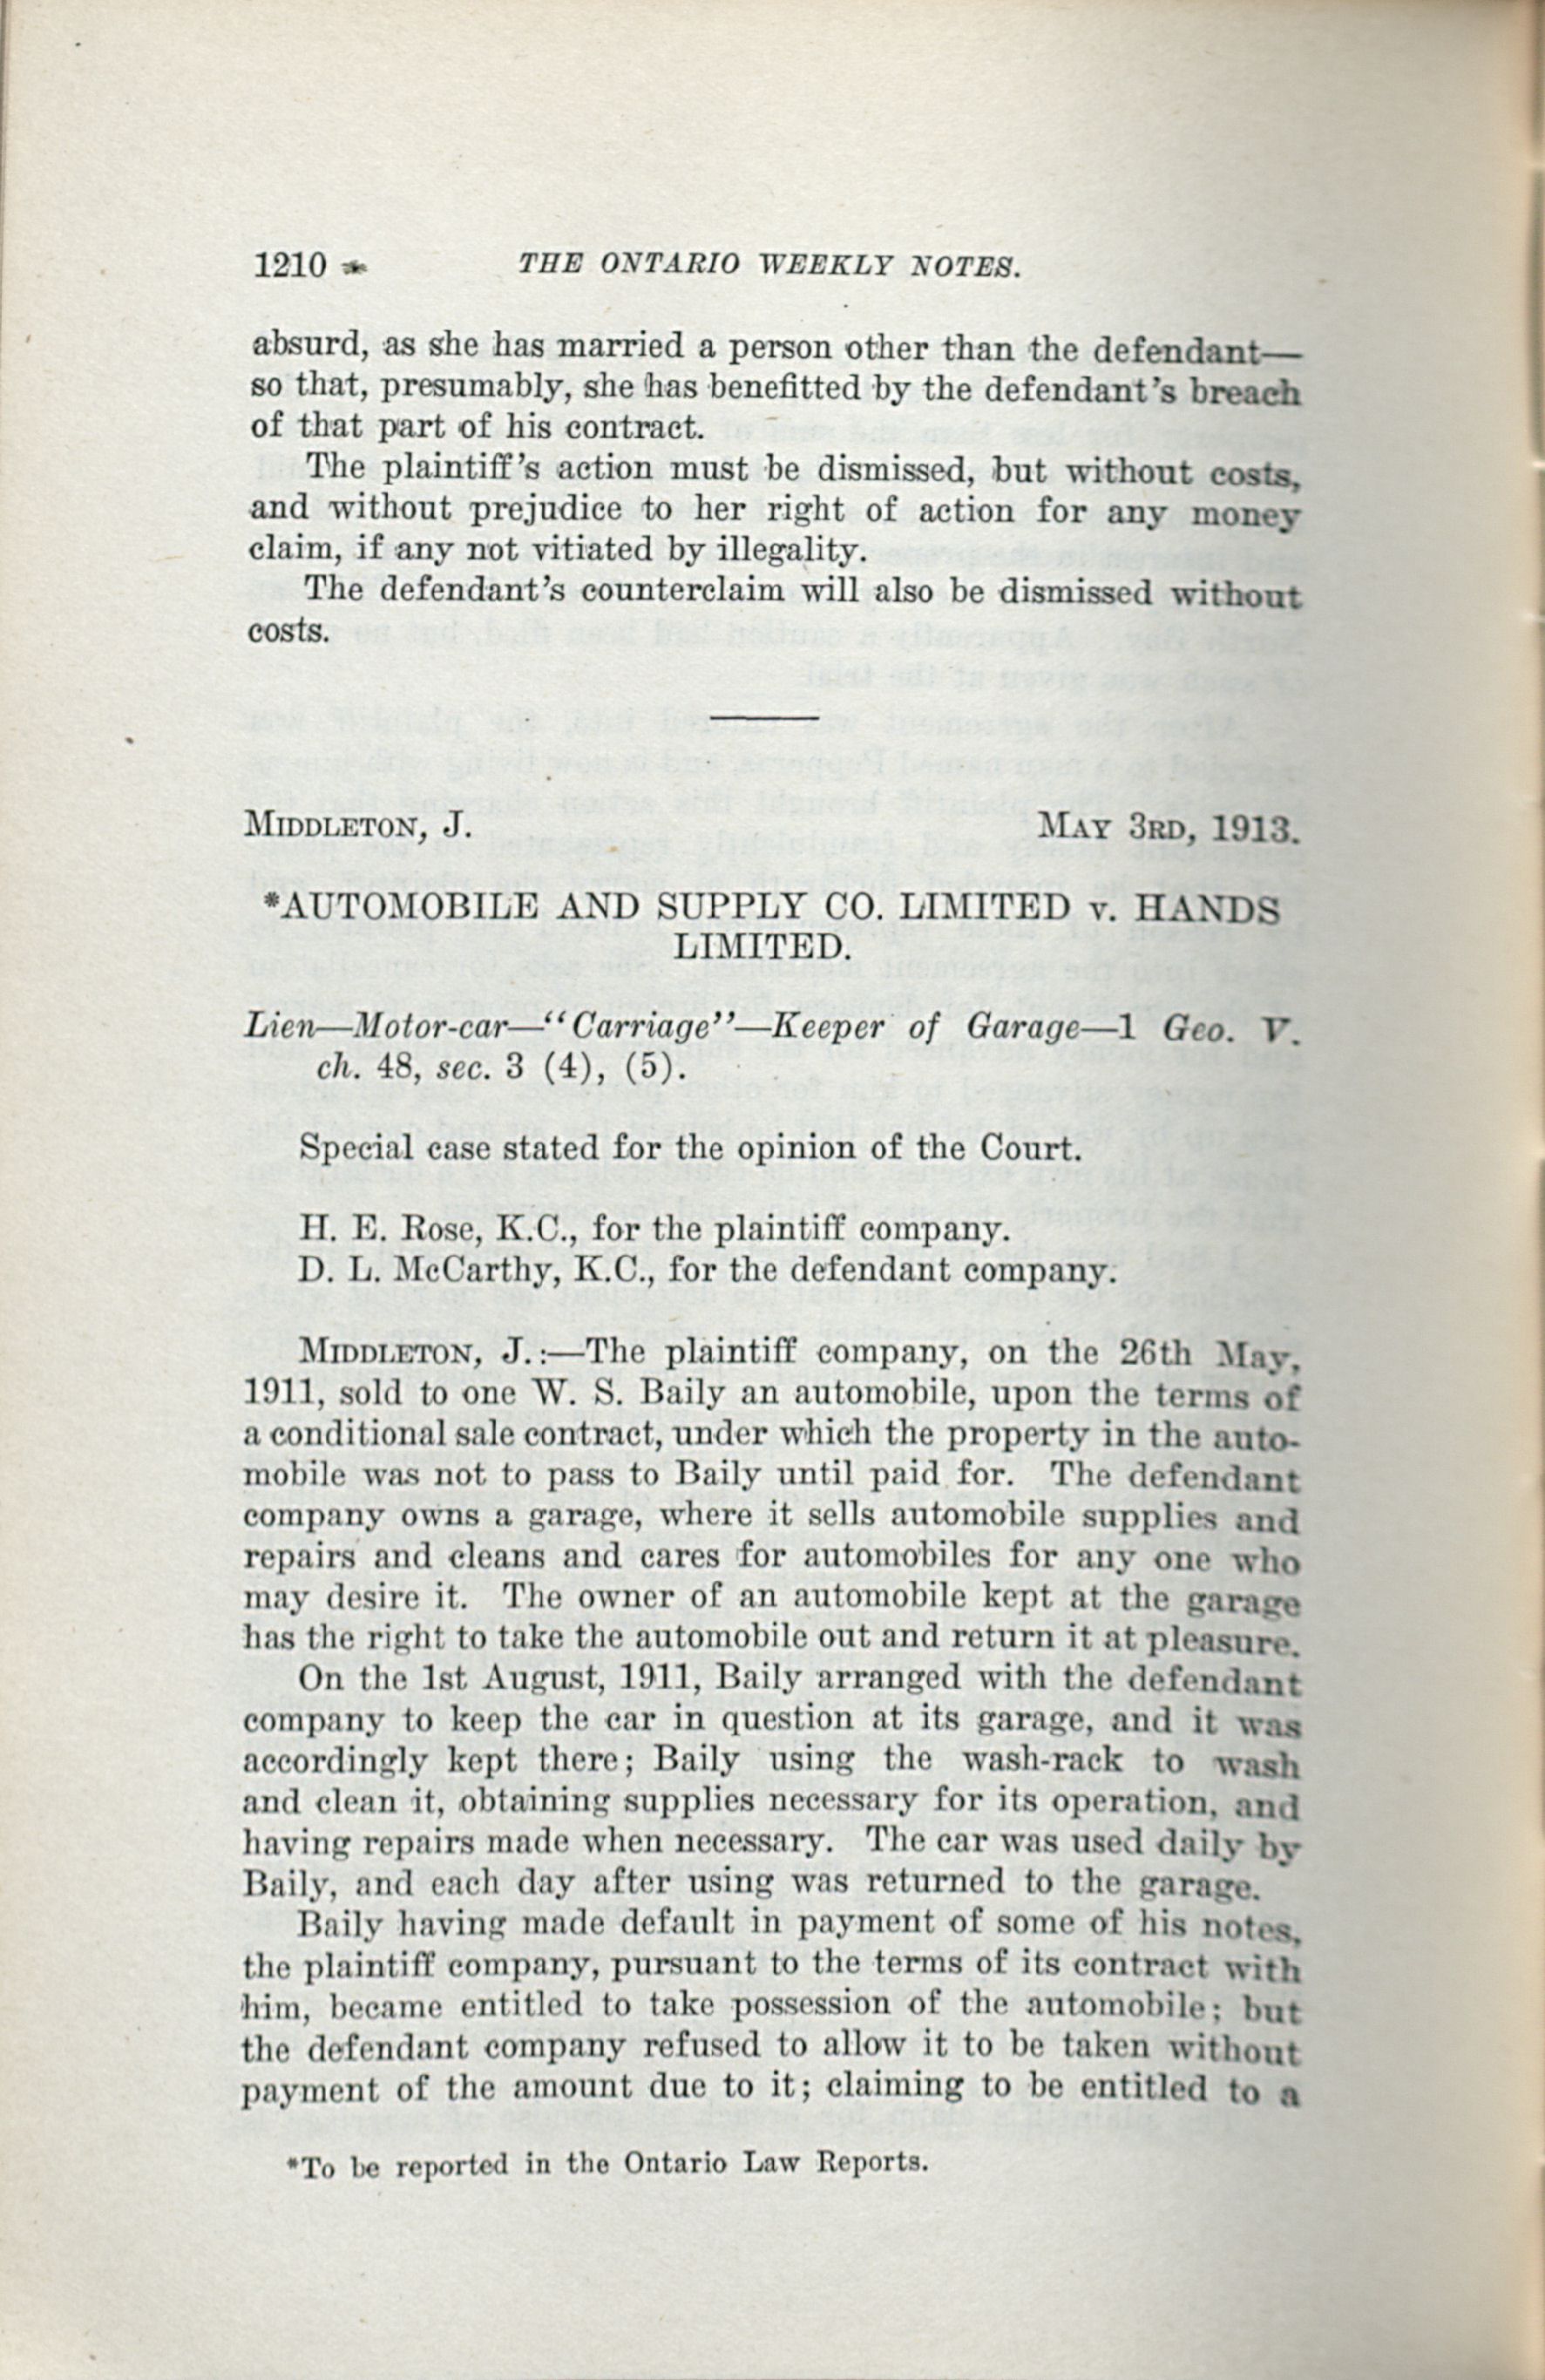 1210
THE ONTARIO WEEKLY NOTES.
absurd, as she has married a person other than the defendant—
so that, presumably, she has benefitted by the defendant's breach
of that part of his contract.
The plaintiff's action must be dismissed, but without costs,
and without prejudice to her right of action for any money
claim, if any not vitiated by illegality.
The defendant's counterclaim will also be dismissed without
costs.
MIDDLETON, J.
MAY 3RD, 1913.
*AUTOMOBILE AND SUPPLY CO. LIMITED v. HANDS
LIMITED.
Lien—Motor-car—"Carriage"—Keeper of Garage—1 Geo. V.
ch. 48, sec. 3 (4), (5).
Special case stated for the opinion of the Court.
H. E. Rose, K.C., for the plaintiff company.
D. L. McCarthy, K.C., for the defendant company.
MIDDLETON, J.:—The plaintiff company, on the 26th May,
1911, sold to one W. S. Baily an automobile, upon the terms of
a conditional sale contract, under which the property in the auto-
mobile was not to pass to Baily until paid for. The defendant
company owns a garage, where it sells automobile supplies and
repairs and cleans and cares for automobiles for any one who
may desire it. The owner of an automobile kept at the garage
has the right to take the automobile out and return it at pleasure.
On the 1st August, 1911, Baily arranged with the defendant
company to keep the car in question at its garage, and it was
accordingly kept there; Baily using the wash-rack to wash
and clean it, obtaining supplies necessary for its operation, and
having repairs made when necessary. The car was used daily by
Baily, and each day after using was returned to the garage.
Baily having made default in payment of some of his notes,
the plaintiff company, pursuant to the terms of its contract with
him, became entitled to take possession of the automobile; but
the defendant company refused to allow it to be taken without
payment of the amount due to it; claiming to be entitled to a
*To be reported in the Ontario Law Reports.